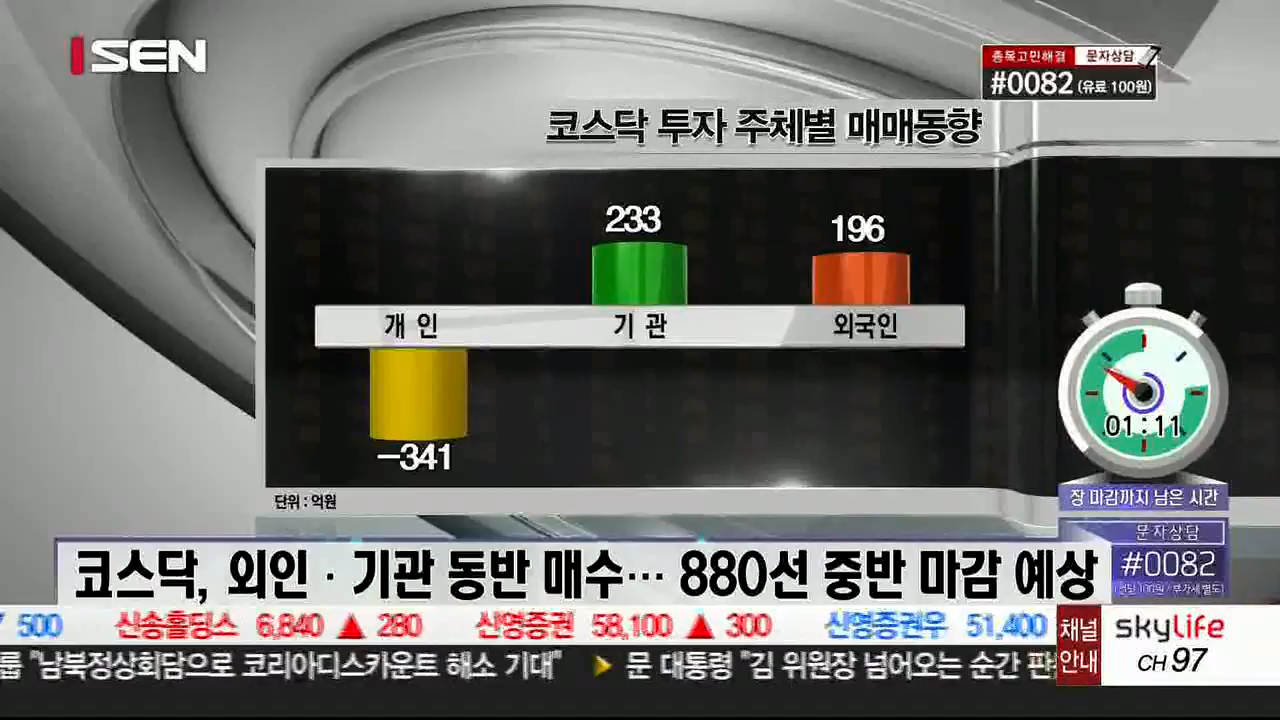 SEN
종목고민해결 문자상담
#0082 (유료 100원)
코스닥 투자 주체별 매매동향
233
196
개 인
기 관
외국인
-341
단위 : 억원
01:11
장 마감까지 남은 시간
문자상담
#0082
코스닥, 외인 · 기관 동반 매수… 880선 중반 마감 예상
500 신송홀딩스 6,840 ▲ 280 신영증권 58,100 ▲ 300 신영증권우 51,400
채널 안내
skylife
CH 97
룹 "남북정상회담으로 코리아디스카운트 해소 기대" ▶ 문 대통령 "김 위원장 넘어오는 순간 판